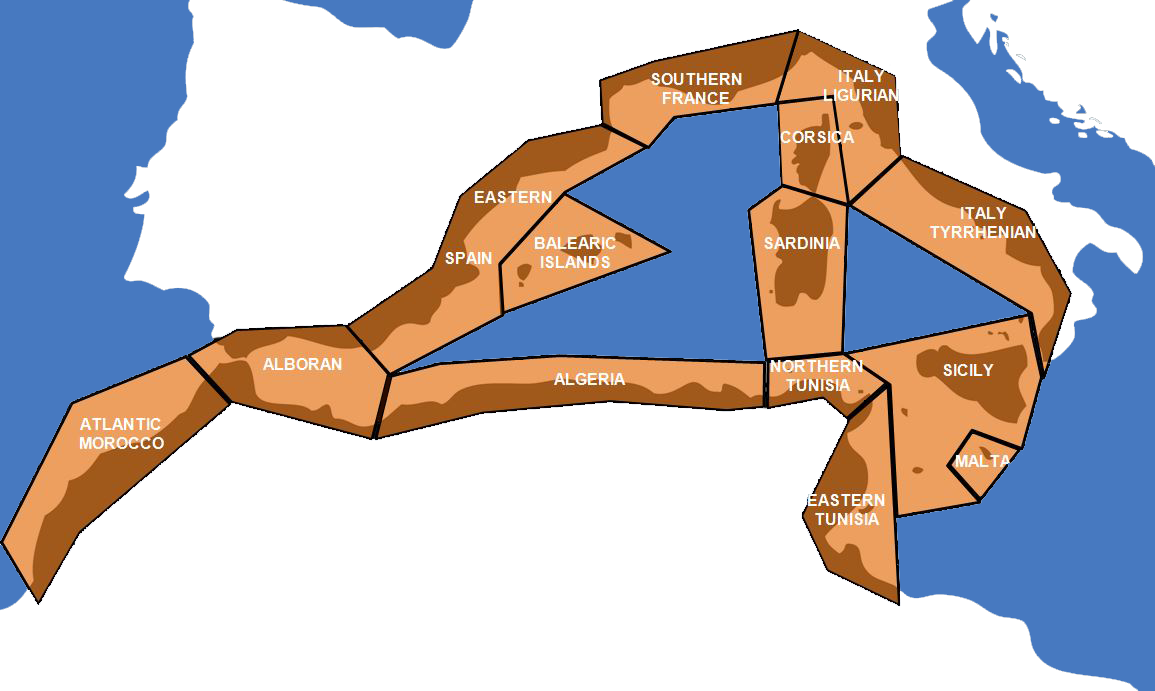 SOUTHERN
FRANCE
ITALY
LIGURIAN
CORSICA
EASTERN
SPAIN
BALEARIC
ISLANDS
SARDINIA
ITALY
TYRRHENIAN
ALBORAN
ALGERIA
NORTHERN
TUNISIA
SICILY
ATLANTIC
MOROCCO
MALTA
EASTERN
TUNISIA